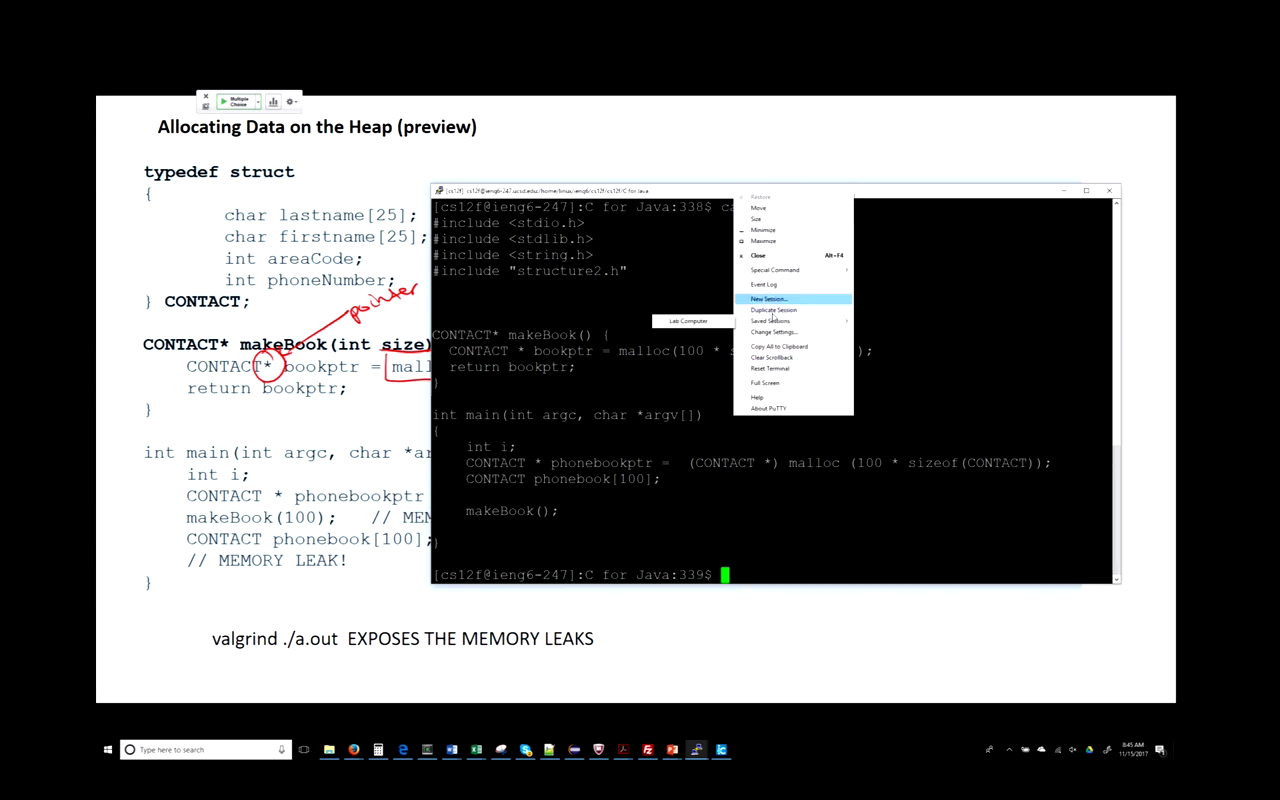 Multiple
Choice
Allocating Data on the Heap (preview)
typedef struct
{
char lastname[25];
char firstname[25];
int areaCode;
int phoneNumber;
} CONTACT;
pointer
CONTACT* makeBook(int size)
CONTACT* bookptr = mall
return bookptr;
}
int main(int argc, char *ar
int i;
CONTACT * phonebookptr
makeBook(100); // MEM
CONTACT phonebook[100];
// MEMORY LEAK!
}
valgrind ./a.out EXPOSES THE MEMORY LEAKS
[cs12f] cs12f@ieng6-247.ucsd.edu:/home/linux/ieng6/cs12f/cs12f/C for Java
[cs12f@ieng6-247]:C for Java:338$ ca
#include <stdio.h>
#include <stdlib.h>
#include <string.h>
#include "structure2.h"
CONTACT* makeBook() {
CONTACT * bookptr = malloc(100 * s );
return bookptr;
}
int main(int argc, char *argv[])
{
int i;
CONTACT * phonebookptr = (CONTACT *) malloc (100 * sizeof(CONTACT));
CONTACT phonebook[100];
makeBook();
}
[cs12f@ieng6-247]:C for Java:339$
Restore
Move
Size
Minimize
Maximize
Close Alt+F4
Special Command
Event Log
New Session...
Duplicate Session
Saved Sessions
Lab Computer
Change Settings...
Copy All to Clipboard
Clear Scrollback
Reset Terminal
Full Screen
Help
About PuTTY
Type here to search
8:45 AM
11/15/2017